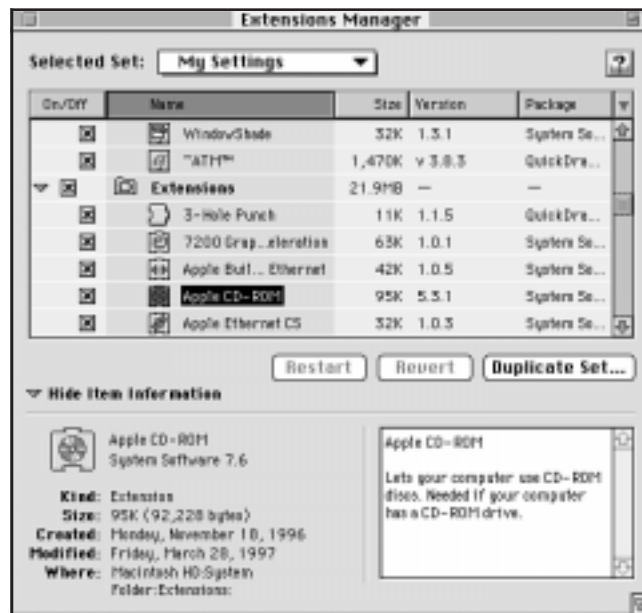 Extensions Manager
Selected Set: My Settings
?
On/Off Name Size Version Package
WindowShade 32K 1.3.1 System Se...
~ATM™ 1,470K v 3.8.3 QuickDra...
Extensions 21.9MB – –
3-Hole Punch 11K 1.1.5 QuickDra...
7200 Grap...eleration 63K 1.0.1 System Se...
Apple Buil... Ethernet 42K 1.0.5 System Se...
Apple CD-ROM 95K 5.3.1 System Se...
Apple Ethernet CS 32K 1.0.3 System Se...
Restart Revert Duplicate Set...
Hide Item Information
Apple CD-ROM
System Software 7.6
Kind: Extension
Size: 95K (92,228 bytes)
Created: Monday, November 18, 1996
Modified: Friday, March 28, 1997
Where: Macintosh HD:System
Folder:Extensions:
Apple CD-ROM
Lets your computer use CD-ROM
discs. Needed if your computer
has a CD-ROM drive.